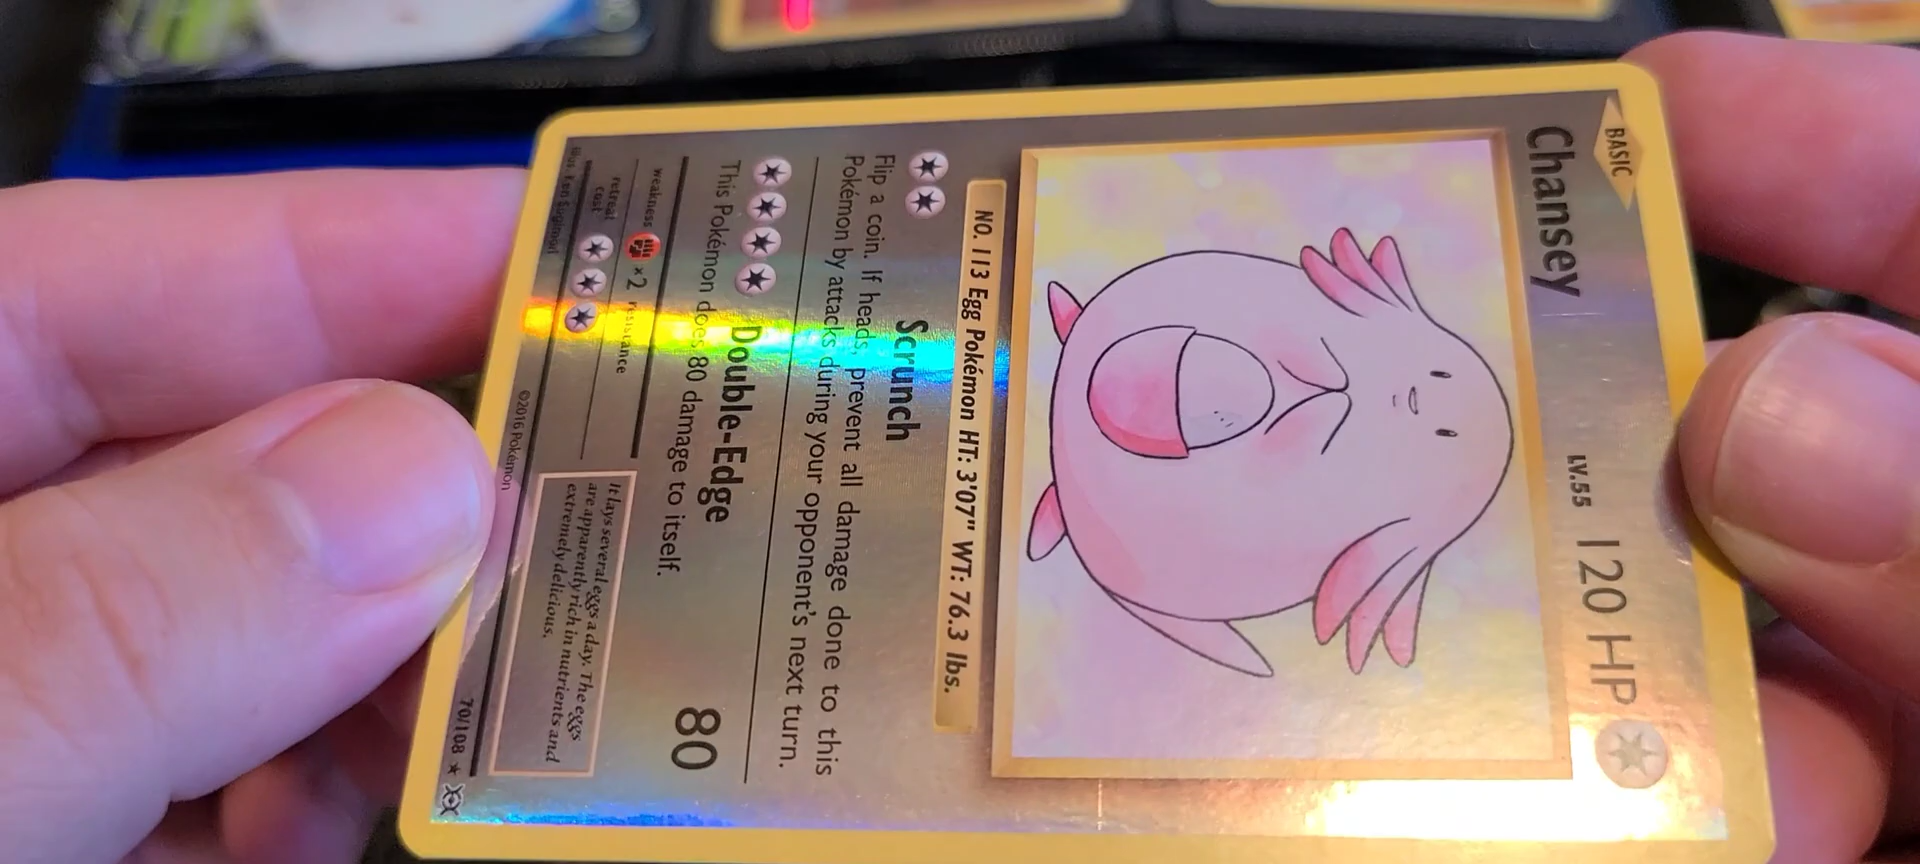 BASIC
Chansey
LV.55 120 HP
NO. 113 Egg Pokémon HT: 3'07" WT: 76.3 lbs.
Scrunch
Flip a coin. If heads, prevent all damage done to this
Pokémon by attacks during your opponent's next turn.
Double-Edge 80
This Pokémon does 80 damage to itself.
weakness ×2 resistance
retreat
cost
It lays several eggs a day. The eggs
are apparently rich in nutrients and
extremely delicious.
Illus. Ken Sugimori
©2016 Pokémon
70/108 ★